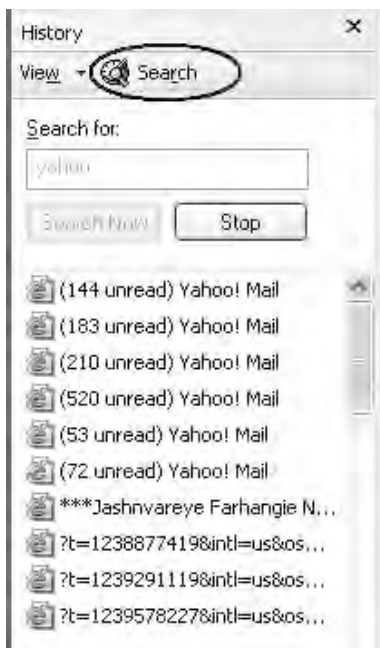 History
View Search
Search for:
yahoo
Search Now Stop
(144 unread) Yahoo! Mail
(183 unread) Yahoo! Mail
(210 unread) Yahoo! Mail
(520 unread) Yahoo! Mail
(53 unread) Yahoo! Mail
(72 unread) Yahoo! Mail
***Jashnvareye Farhangie N...
?t=1238877419&intl=us&os...
?t=1239291119&intl=us&os...
?t=1239578227&intl=us&os...